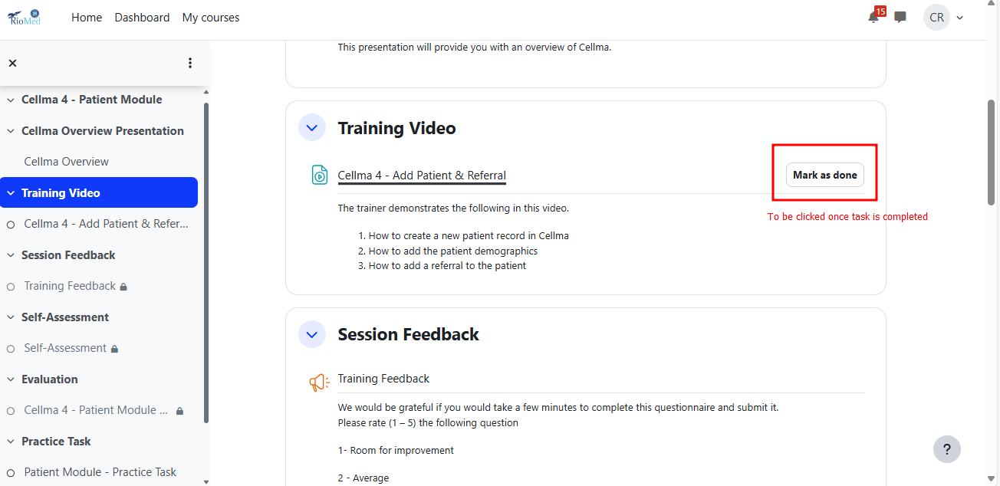 RioMed
25
Home Dashboard My courses
15
CR
Cellma 4 - Patient Module
Cellma Overview Presentation
Cellma Overview
Training Video
Cellma 4 - Add Patient & Refer...
Session Feedback
Training Feedback
Self-Assessment
Self-Assessment
Evaluation
Cellma 4 - Patient Module ...
Practice Task
Patient Module - Practice Task
This presentation will provide you with an overview of Cellma.
Training Video
Cellma 4 - Add Patient & Referral
Mark as done
To be clicked once task is completed
The trainer demonstrates the following in this video.
1. How to create a new patient record in Cellma
2. How to add the patient demographics
3. How to add a referral to the patient
Session Feedback
Training Feedback
We would be grateful if you would take a few minutes to complete this questionnaire and submit it.
Please rate (1 – 5) the following question
1- Room for improvement
2 - Average
?